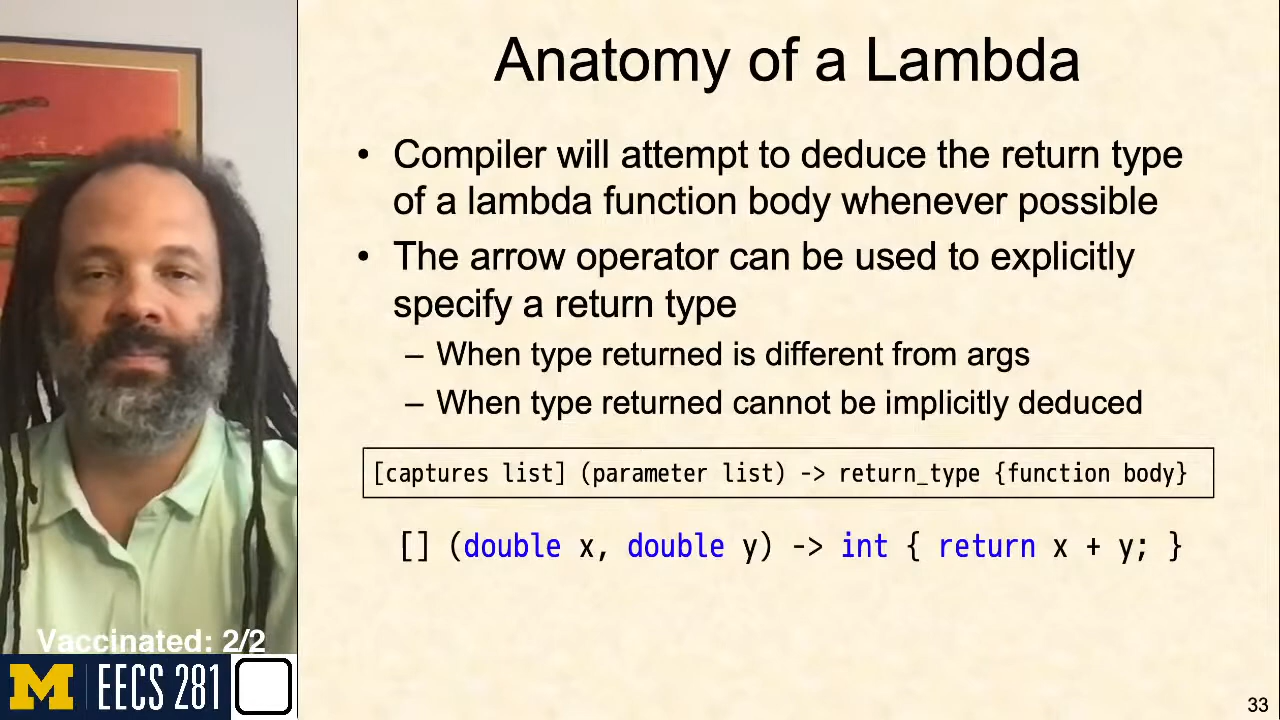 Anatomy of a Lambda
• Compiler will attempt to deduce the return type
of a lambda function body whenever possible
• The arrow operator can be used to explicitly
specify a return type
– When type returned is different from args
– When type returned cannot be implicitly deduced
[captures list] (parameter list) -> return_type {function body}
[] (double x, double y) -> int { return x + y; }
Vaccinated: 2/2
M EECS 281
33